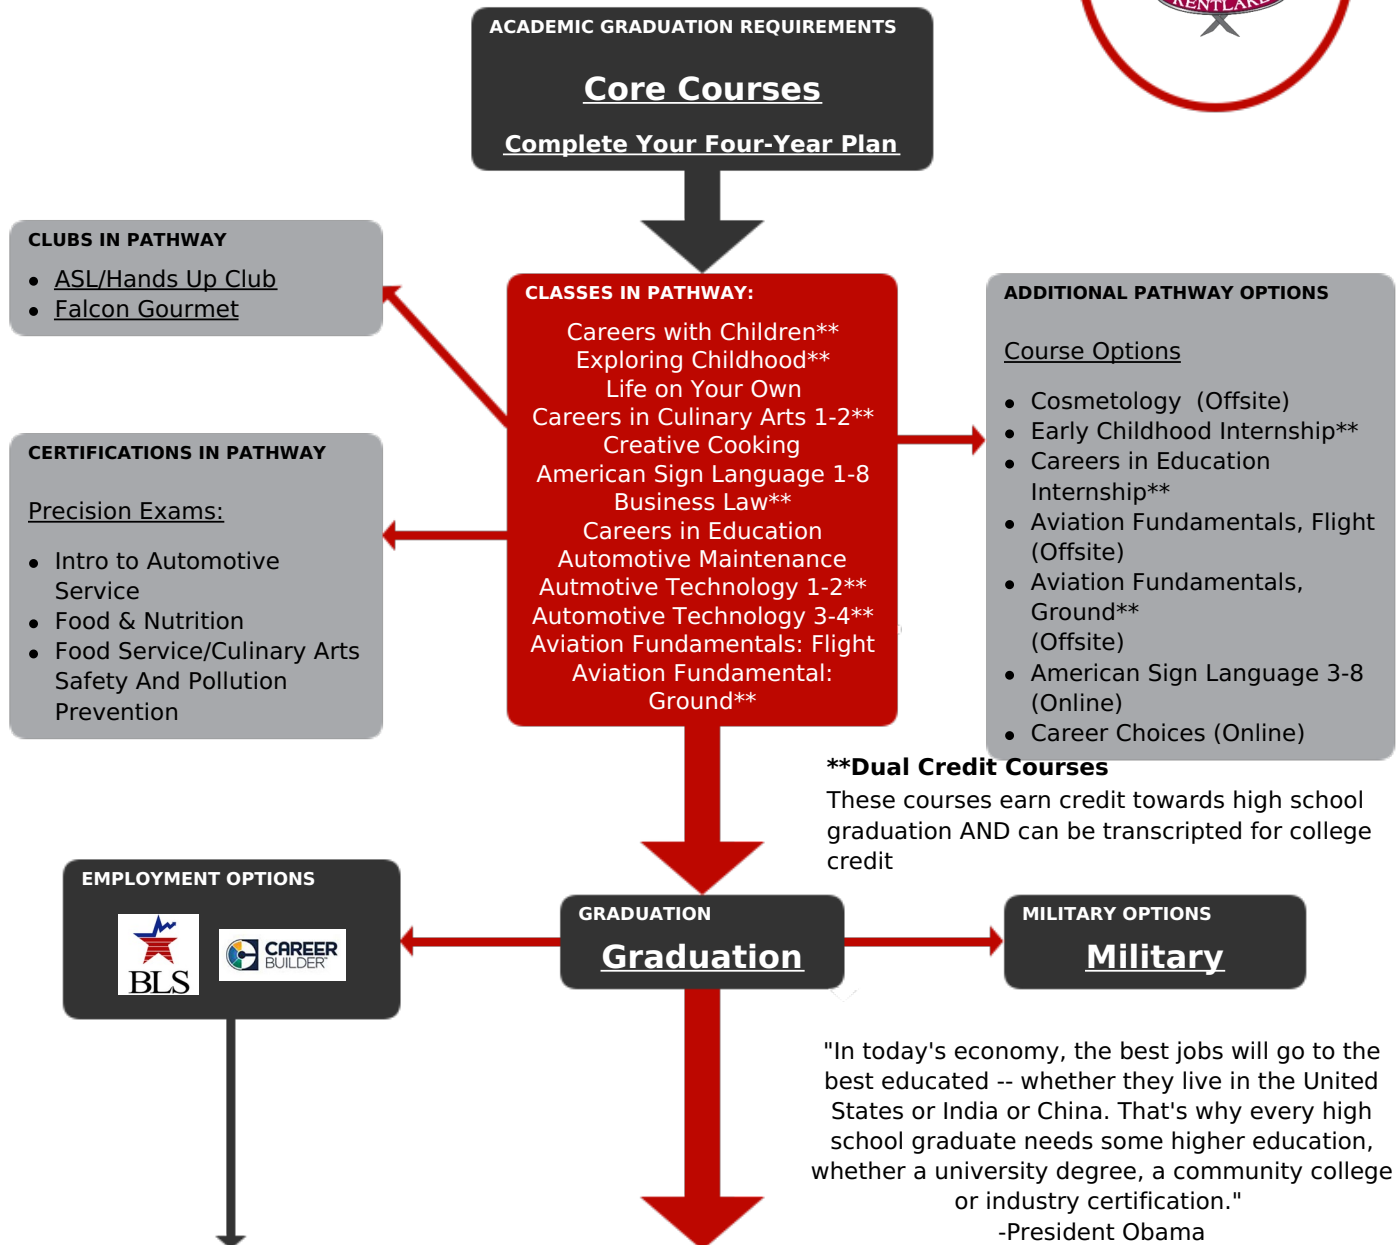 RENTLAKE
ACADEMIC GRADUATION REQUIREMENTS
Core Courses
Complete Your Four-Year Plan
CLUBS IN PATHWAY
• ASL/Hands Up Club
• Falcon Gourmet
CERTIFICATIONS IN PATHWAY
Precision Exams:
• Intro to Automotive
Service
• Food & Nutrition
• Food Service/Culinary Arts
Safety And Pollution
Prevention
CLASSES IN PATHWAY:
Careers with Children**
Exploring Childhood**
Life on Your Own
Careers in Culinary Arts 1-2**
Creative Cooking
American Sign Language 1-8
Business Law**
Careers in Education
Automotive Maintenance
Autmotive Technology 1-2**
Automotive Technology 3-4**
Aviation Fundamentals: Flight
Aviation Fundamental:
Ground**
ADDITIONAL PATHWAY OPTIONS
Course Options
• Cosmetology (Offsite)
• Early Childhood Internship**
• Careers in Education
Internship**
• Aviation Fundamentals, Flight
(Offsite)
• Aviation Fundamentals,
Ground**
(Offsite)
• American Sign Language 3-8
(Online)
• Career Choices (Online)
**Dual Credit Courses
These courses earn credit towards high school
graduation AND can be transcripted for college
credit
EMPLOYMENT OPTIONS
BLS
CAREER
BUILDER
GRADUATION
Graduation
MILITARY OPTIONS
Military
"In today's economy, the best jobs will go to the
best educated -- whether they live in the United
States or India or China. That's why every high
school graduate needs some higher education,
whether a university degree, a community college
or industry certification."
-President Obama